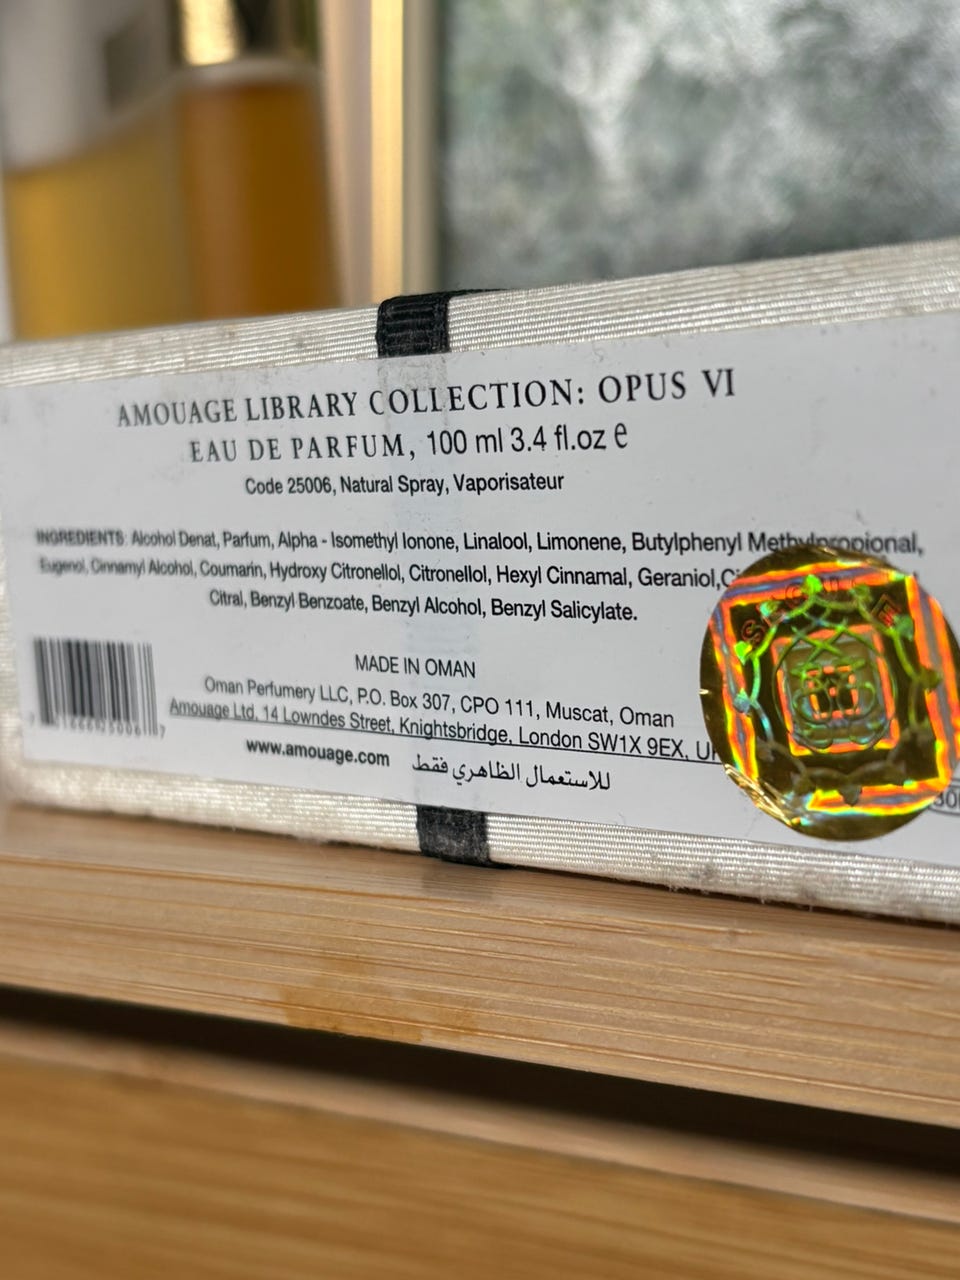 AMOUAGE LIBRARY COLLECTION: OPUS VI
EAU DE PARFUM, 100 ml 3.4 fl.oz e
Code 25006, Natural Spray, Vaporisateur
INGREDIENTS: Alcohol Denat, Parfum, Alpha - Isomethyl Ionone, Linalool, Limonene, Butylphenyl Methylpropional,
Eugenol, Cinnamyl Alcohol, Coumarin, Hydroxy Citronellol, Citronellol, Hexyl Cinnamal, Geraniol,
Citral, Benzyl Benzoate, Benzyl Alcohol, Benzyl Salicylate.
MADE IN OMAN
Oman Perfumery LLC, P.O. Box 307, CPO 111, Muscat, Oman
Amouage Ltd. 14 Lowndes Street, Knightsbridge, London SW1X 9EX,
www.amouage.com للاستعمال الظاهري فقط